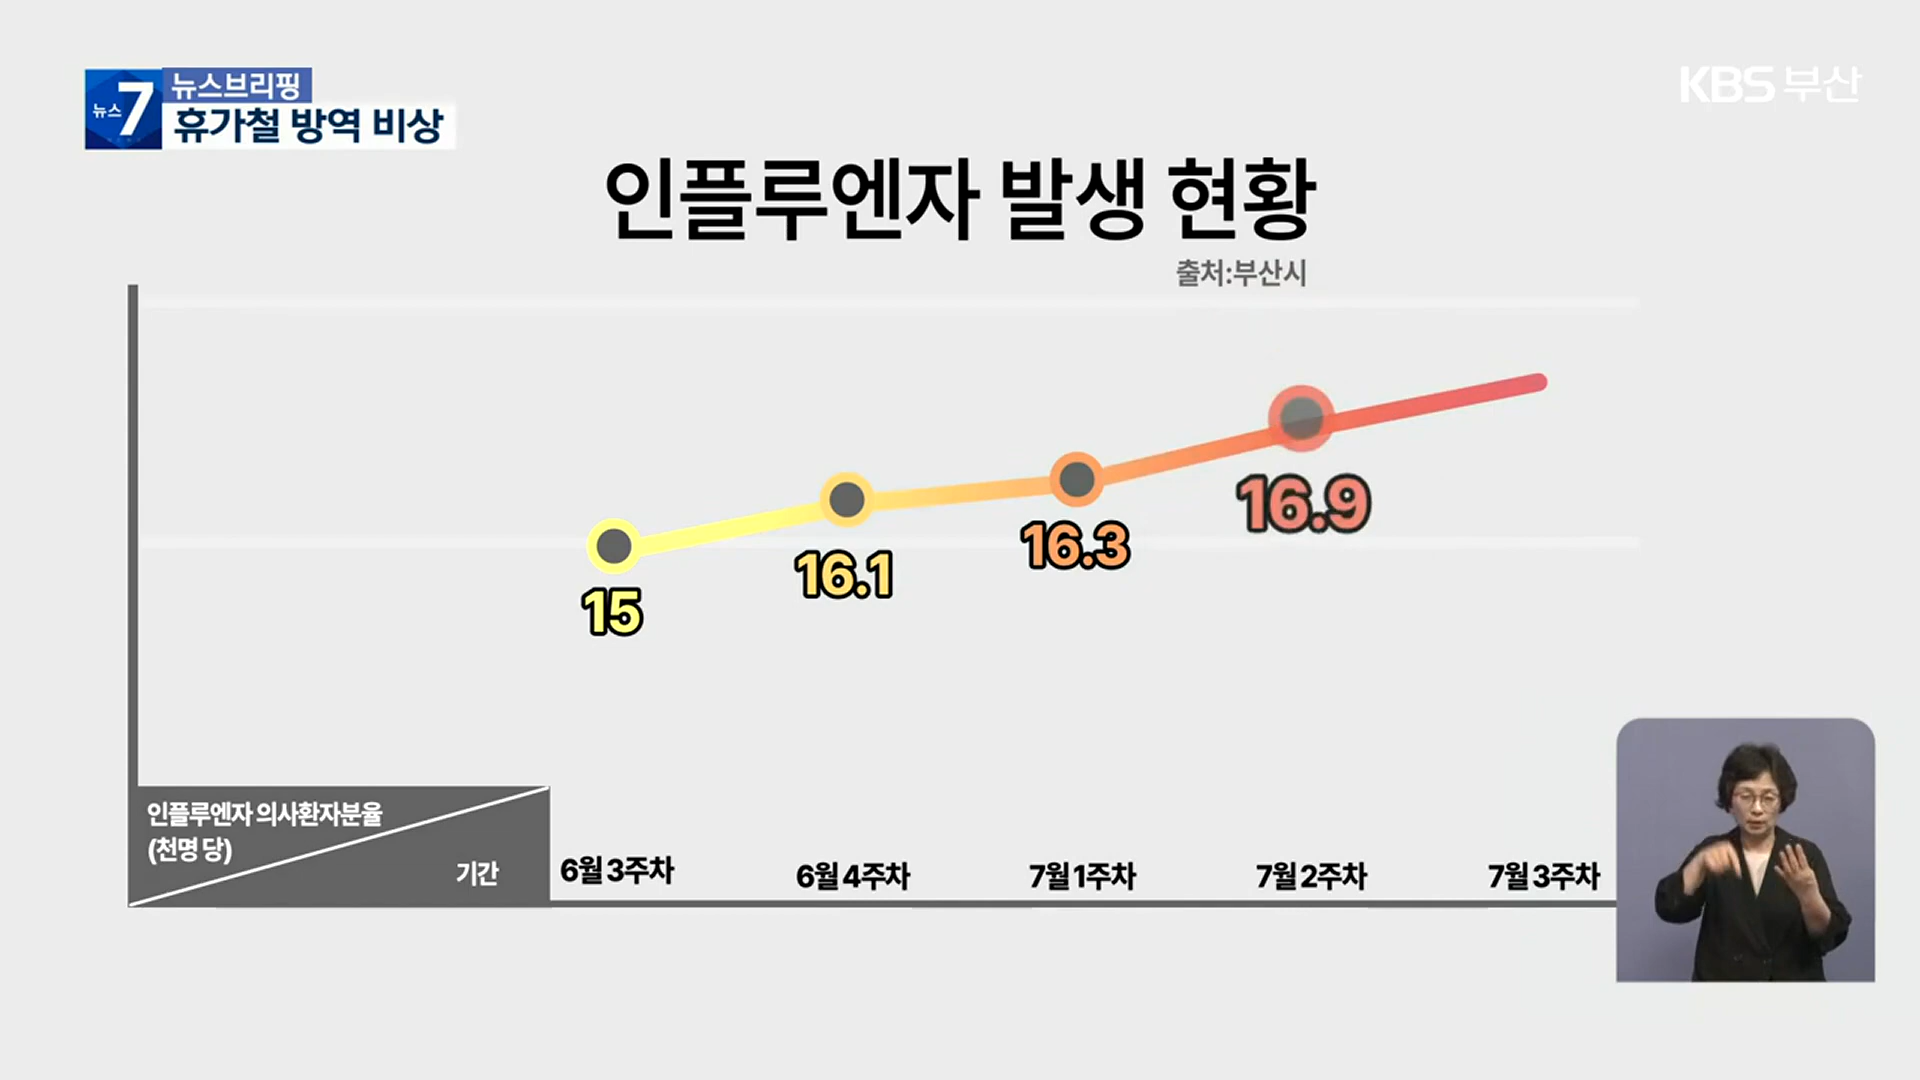 뉴스7
뉴스브리핑
휴가철 방역 비상
KBS 부산
인플루엔자 발생 현황
출처:부산시
15
16.1
16.3
16.9
인플루엔자 의사환자분율
(천명 당)
기간
6월 3주차
6월 4주차
7월 1주차
7월 2주차
7월 3주차